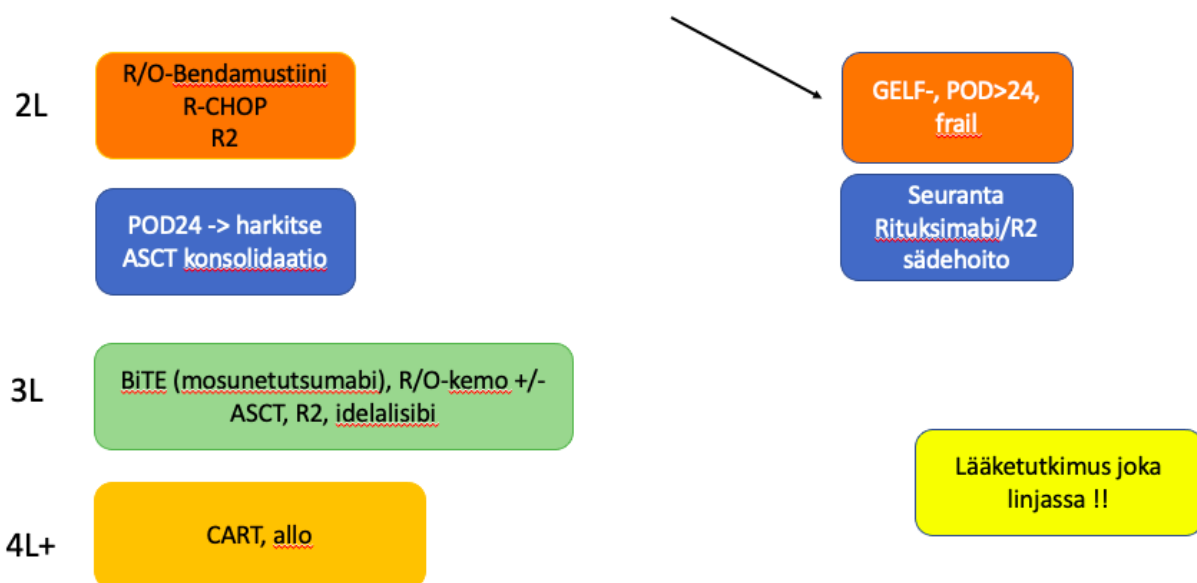 2L
R/O-Bendamustiini
R-CHOP
R2
GELF-, POD>24,
frail
POD24 -> harkitse
ASCT konsolidaatio
Seuranta
Rituksimabi/R2
sädehoito
3L
BiTE (mosunetutsumabi), R/O-kemo +/-
ASCT, R2, idelalisibi
Lääketutkimus joka
linjassa !!
4L+
CART, allo